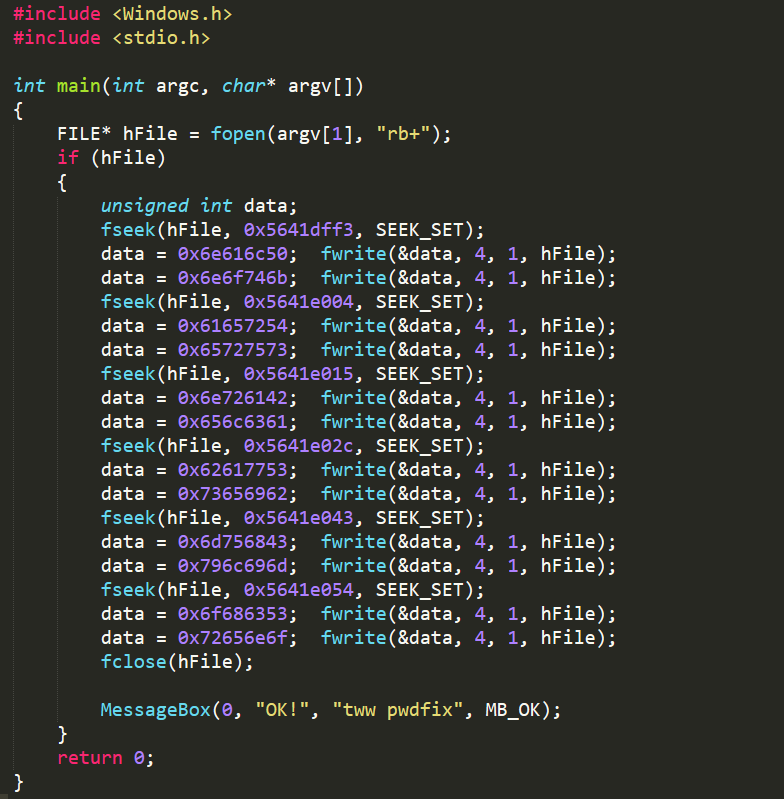 #include <Windows.h>
#include <stdio.h>
int main(int argc, char* argv[])
{
FILE* hFile = fopen(argv[1], "rb+");
if (hFile)
{
unsigned int data;
fseek(hFile, 0x5641dff3, SEEK_SET);
data = 0x6e616c50;  fwrite(&data, 4, 1, hFile);
data = 0x6e6f746b;  fwrite(&data, 4, 1, hFile);
fseek(hFile, 0x5641e004, SEEK_SET);
data = 0x61657254;  fwrite(&data, 4, 1, hFile);
data = 0x65727573;  fwrite(&data, 4, 1, hFile);
fseek(hFile, 0x5641e015, SEEK_SET);
data = 0x6e726142;  fwrite(&data, 4, 1, hFile);
data = 0x656c6361;  fwrite(&data, 4, 1, hFile);
fseek(hFile, 0x5641e02c, SEEK_SET);
data = 0x62617753;  fwrite(&data, 4, 1, hFile);
data = 0x73656962;  fwrite(&data, 4, 1, hFile);
fseek(hFile, 0x5641e043, SEEK_SET);
data = 0x6d756843;  fwrite(&data, 4, 1, hFile);
data = 0x796c696d;  fwrite(&data, 4, 1, hFile);
fseek(hFile, 0x5641e054, SEEK_SET);
data = 0x6f686353;  fwrite(&data, 4, 1, hFile);
data = 0x72656e6f;  fwrite(&data, 4, 1, hFile);
fclose(hFile);
MessageBox(0, "OK!", "tww pwdfix", MB_OK);
}
return 0;
}